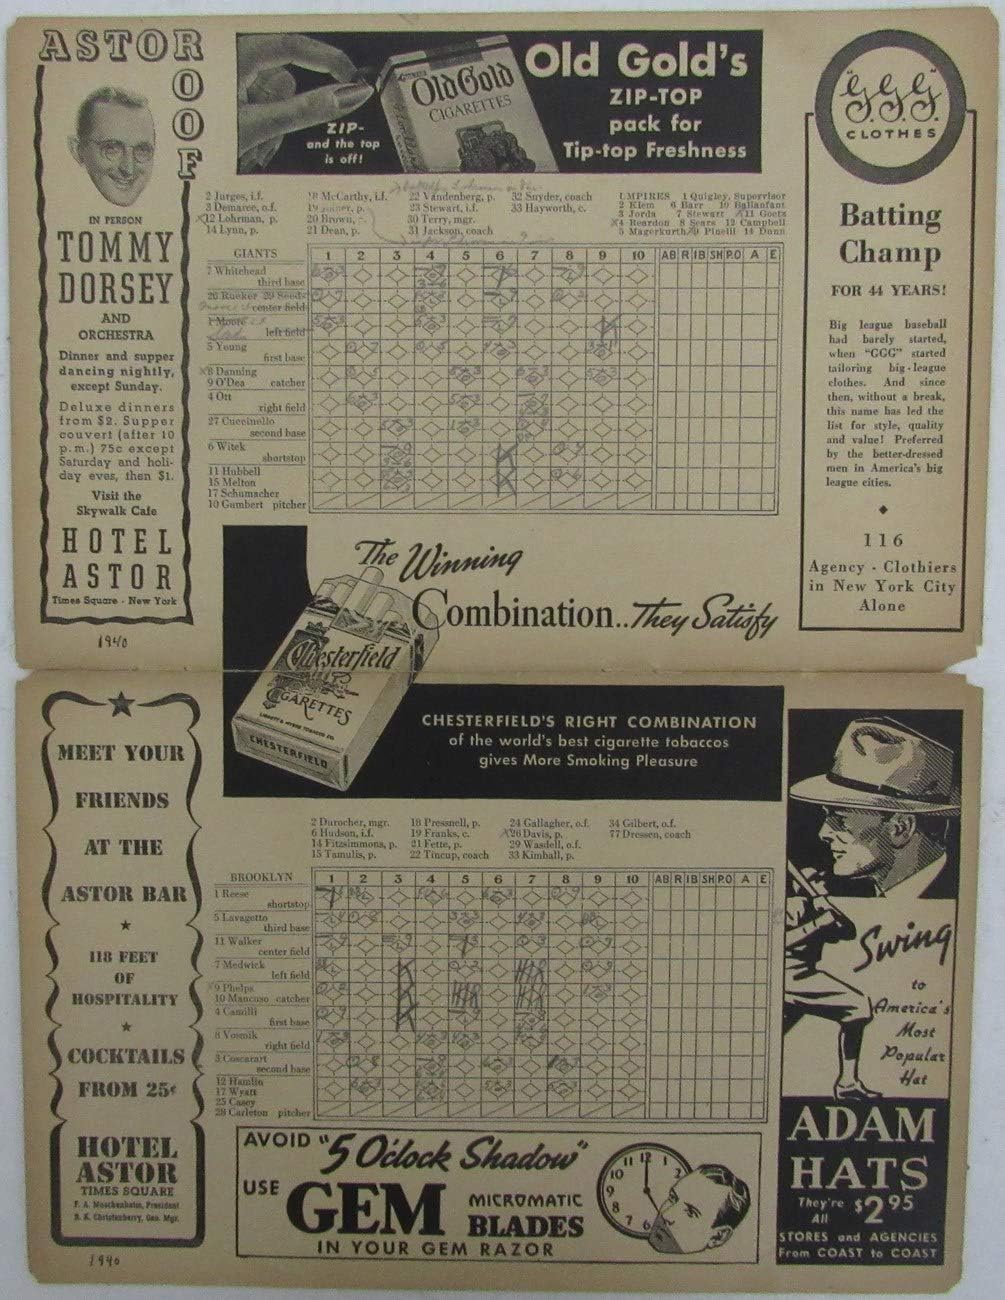 ASTOR
ROOF
IN PERSON
TOMMY
DORSEY
AND
ORCHESTRA
Dinner and supper
dancing nightly,
except Sunday.
Deluxe dinners
from $2. Supper
couvert (after 10
p.m.) 75c except
Saturday and holi-
day eves, then $1.
Visit the
Skywalk Cafe
HOTEL
ASTOR
Times Square - New York
1940
Old Gold
CIGARETTES
ZIP-
and the top
is off!
Old Gold's
ZIP-TOP
pack for
Tip-top Freshness
"G.G.G."
CLOTHES
Batting
Champ
FOR 44 YEARS!
Big league baseball
had barely started,
when "GGG" started
tailoring big-league
clothes. And since
then, without a break,
this name has led the
list for style, quality
and value! Preferred
by the better-dressed
men in America's big
league cities.
116
Agency - Clothiers
in New York City
Alone
2 Jurges, i.f.
3 Demaree, o.f.
12 Lohrman, p.
14 Lynn, p.
18 McCarthy, i.f.
19 Joiner, p.
20 Brown,
21 Dean, p.
22 Vandenberg, p.
23 Stewart, i.f.
30 Terry, mgr.
31 Jackson, coach
32 Snyder, coach
33 Hayworth, c.
UMPIRES 1 Quigley, Supervisor
2 Klem 6 Barr 10 Ballanfant
3 Jorda 7 Stewart 11 Goetz
4 Reardon 8 Sears 12 Campbell
5 Magerkurth 9 Pinelli 14 Dunn
GIANTS 1 2 3 4 5 6 7 8 9 10 AB R 1B SH P.O A E
7 Whitehead
third base
26 Rucker 29 Seeds
center field
1 Moore
left field
5 Young
first base
8 Danning
9 O'Dea catcher
4 Ott
right field
27 Cuccinello
second base
6 Witek
shortstop
11 Hubbell
15 Melton
17 Schumacher
10 Gumbert pitcher
The Winning
Combination..They Satisfy
Chesterfield
CIGARETTES
LIGGETT & MYERS TOBACCO CO.
CHESTERFIELD
CHESTERFIELD'S RIGHT COMBINATION
of the world's best cigarette tobaccos
gives More Smoking Pleasure
MEET YOUR
FRIENDS
AT THE
ASTOR BAR
118 FEET
OF
HOSPITALITY
COCKTAILS
FROM 25¢
HOTEL
ASTOR
TIMES SQUARE
F. A. Muschenheim, President
R. K. Christenberry, Gen. Mgr.
1940
2 Durocher, mgr.
6 Hudson, i.f.
14 Fitzsimmons, p.
15 Tamulis, p.
18 Pressnell, p.
19 Franks, c.
21 Fette, p.
22 Tincup, coach
24 Gallagher, o.f.
26 Davis, p.
29 Wasdell, o.f.
33 Kimball, p.
34 Gilbert, o.f.
77 Dressen, coach
BROOKLYN 1 2 3 4 5 6 7 8 9 10 AB R 1B SH P.O A E
1 Reese
shortstop
5 Lavagetto
third base
11 Walker
center field
7 Medwick
left field
9 Phelps
10 Mancuso catcher
4 Camilli
first base
8 Vosmik
right field
3 Coscarart
second base
12 Hamlin
17 Wyatt
25 Casey
28 Carleton pitcher
AVOID "5 O'clock Shadow"
USE GEM MICROMATIC
BLADES
IN YOUR GEM RAZOR
Swing
to
America's
Most
Popular
Hat
ADAM
HATS
They're
All $2.95
STORES and AGENCIES
From COAST to COAST